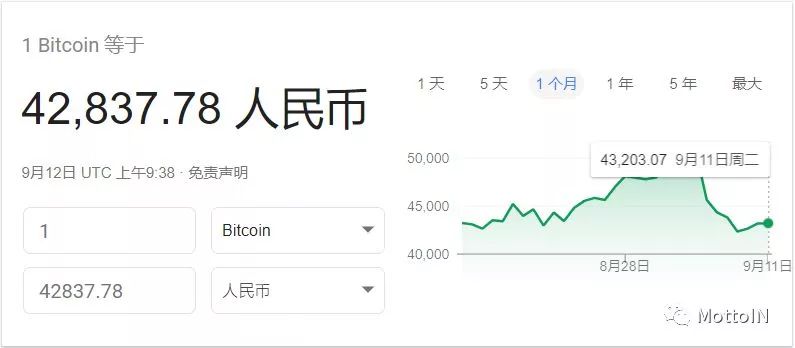 1 Bitcoin 等于
42,837.78 人民币
9月12日 UTC 上午9:38 · 免责声明
1
Bitcoin
42837.78
人民币
1 天 5 天 1 个月 1 年 5 年 最大
43,203.07 9月11日周二
50,000
45,000
40,000
8月28日 9月11日
MottoIN